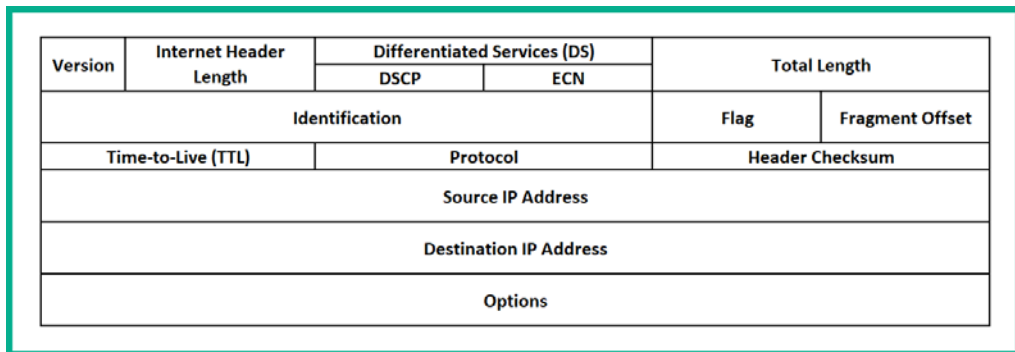 Version
Internet Header
Length
Differentiated Services (DS)
DSCP
ECN
Total Length
Identification
Flag
Fragment Offset
Time-to-Live (TTL)
Protocol
Header Checksum
Source IP Address
Destination IP Address
Options